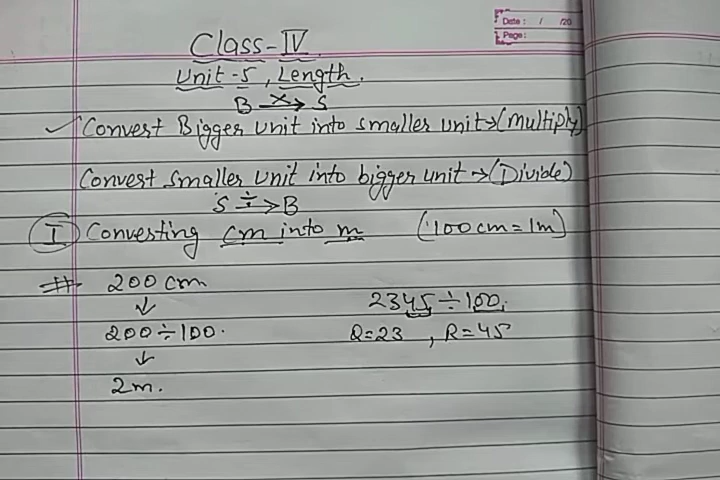 Date: / /20
Page:
Class-IV
Unit-5, Length.
B ×→ S
✓ Convert Bigger unit into smaller unit→(Multiply)
Convert smaller unit into bigger unit→(Divide)
S ÷→ B
I Converting cm into m (100 cm = 1m)
# 200 cm
↓
2345 ÷ 100.
200 ÷ 100.
Q=23 , R=45
↓
2m.